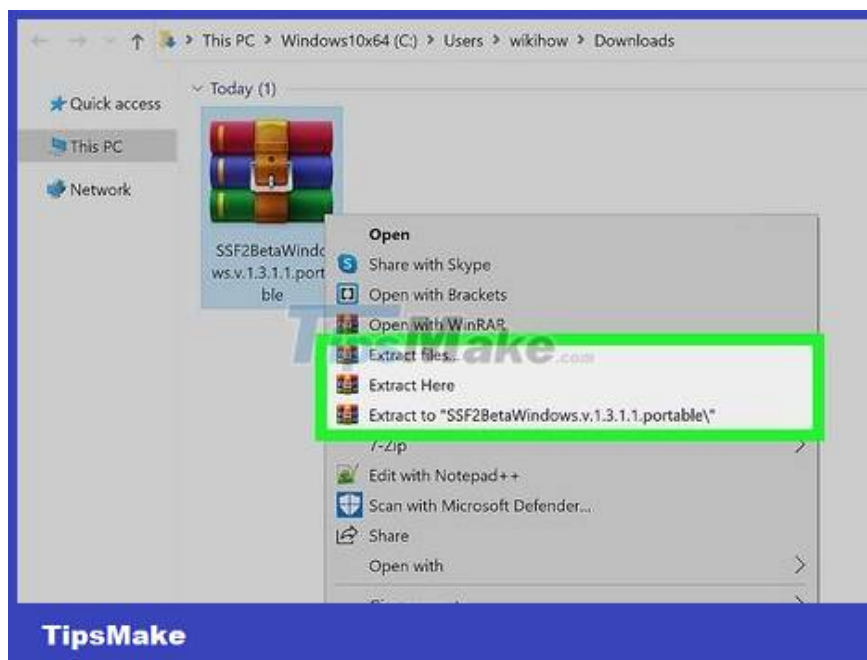 This PC > Windows10x64 (C:) > Users > wikihow > Downloads
Today (1)
Quick access
This PC
Network
SSF2BetaWindo
ws.v.1.3.1.1.port
ble
Open
Share with Skype
Open with Brackets
Open with WinRAR
TipsMake.com
Extract files...
Extract Here
Extract to "SSF2BetaWindows.v.1.3.1.1.portable\"
7-Zip
Edit with Notepad++
Scan with Microsoft Defender...
Share
Open with
TipsMake